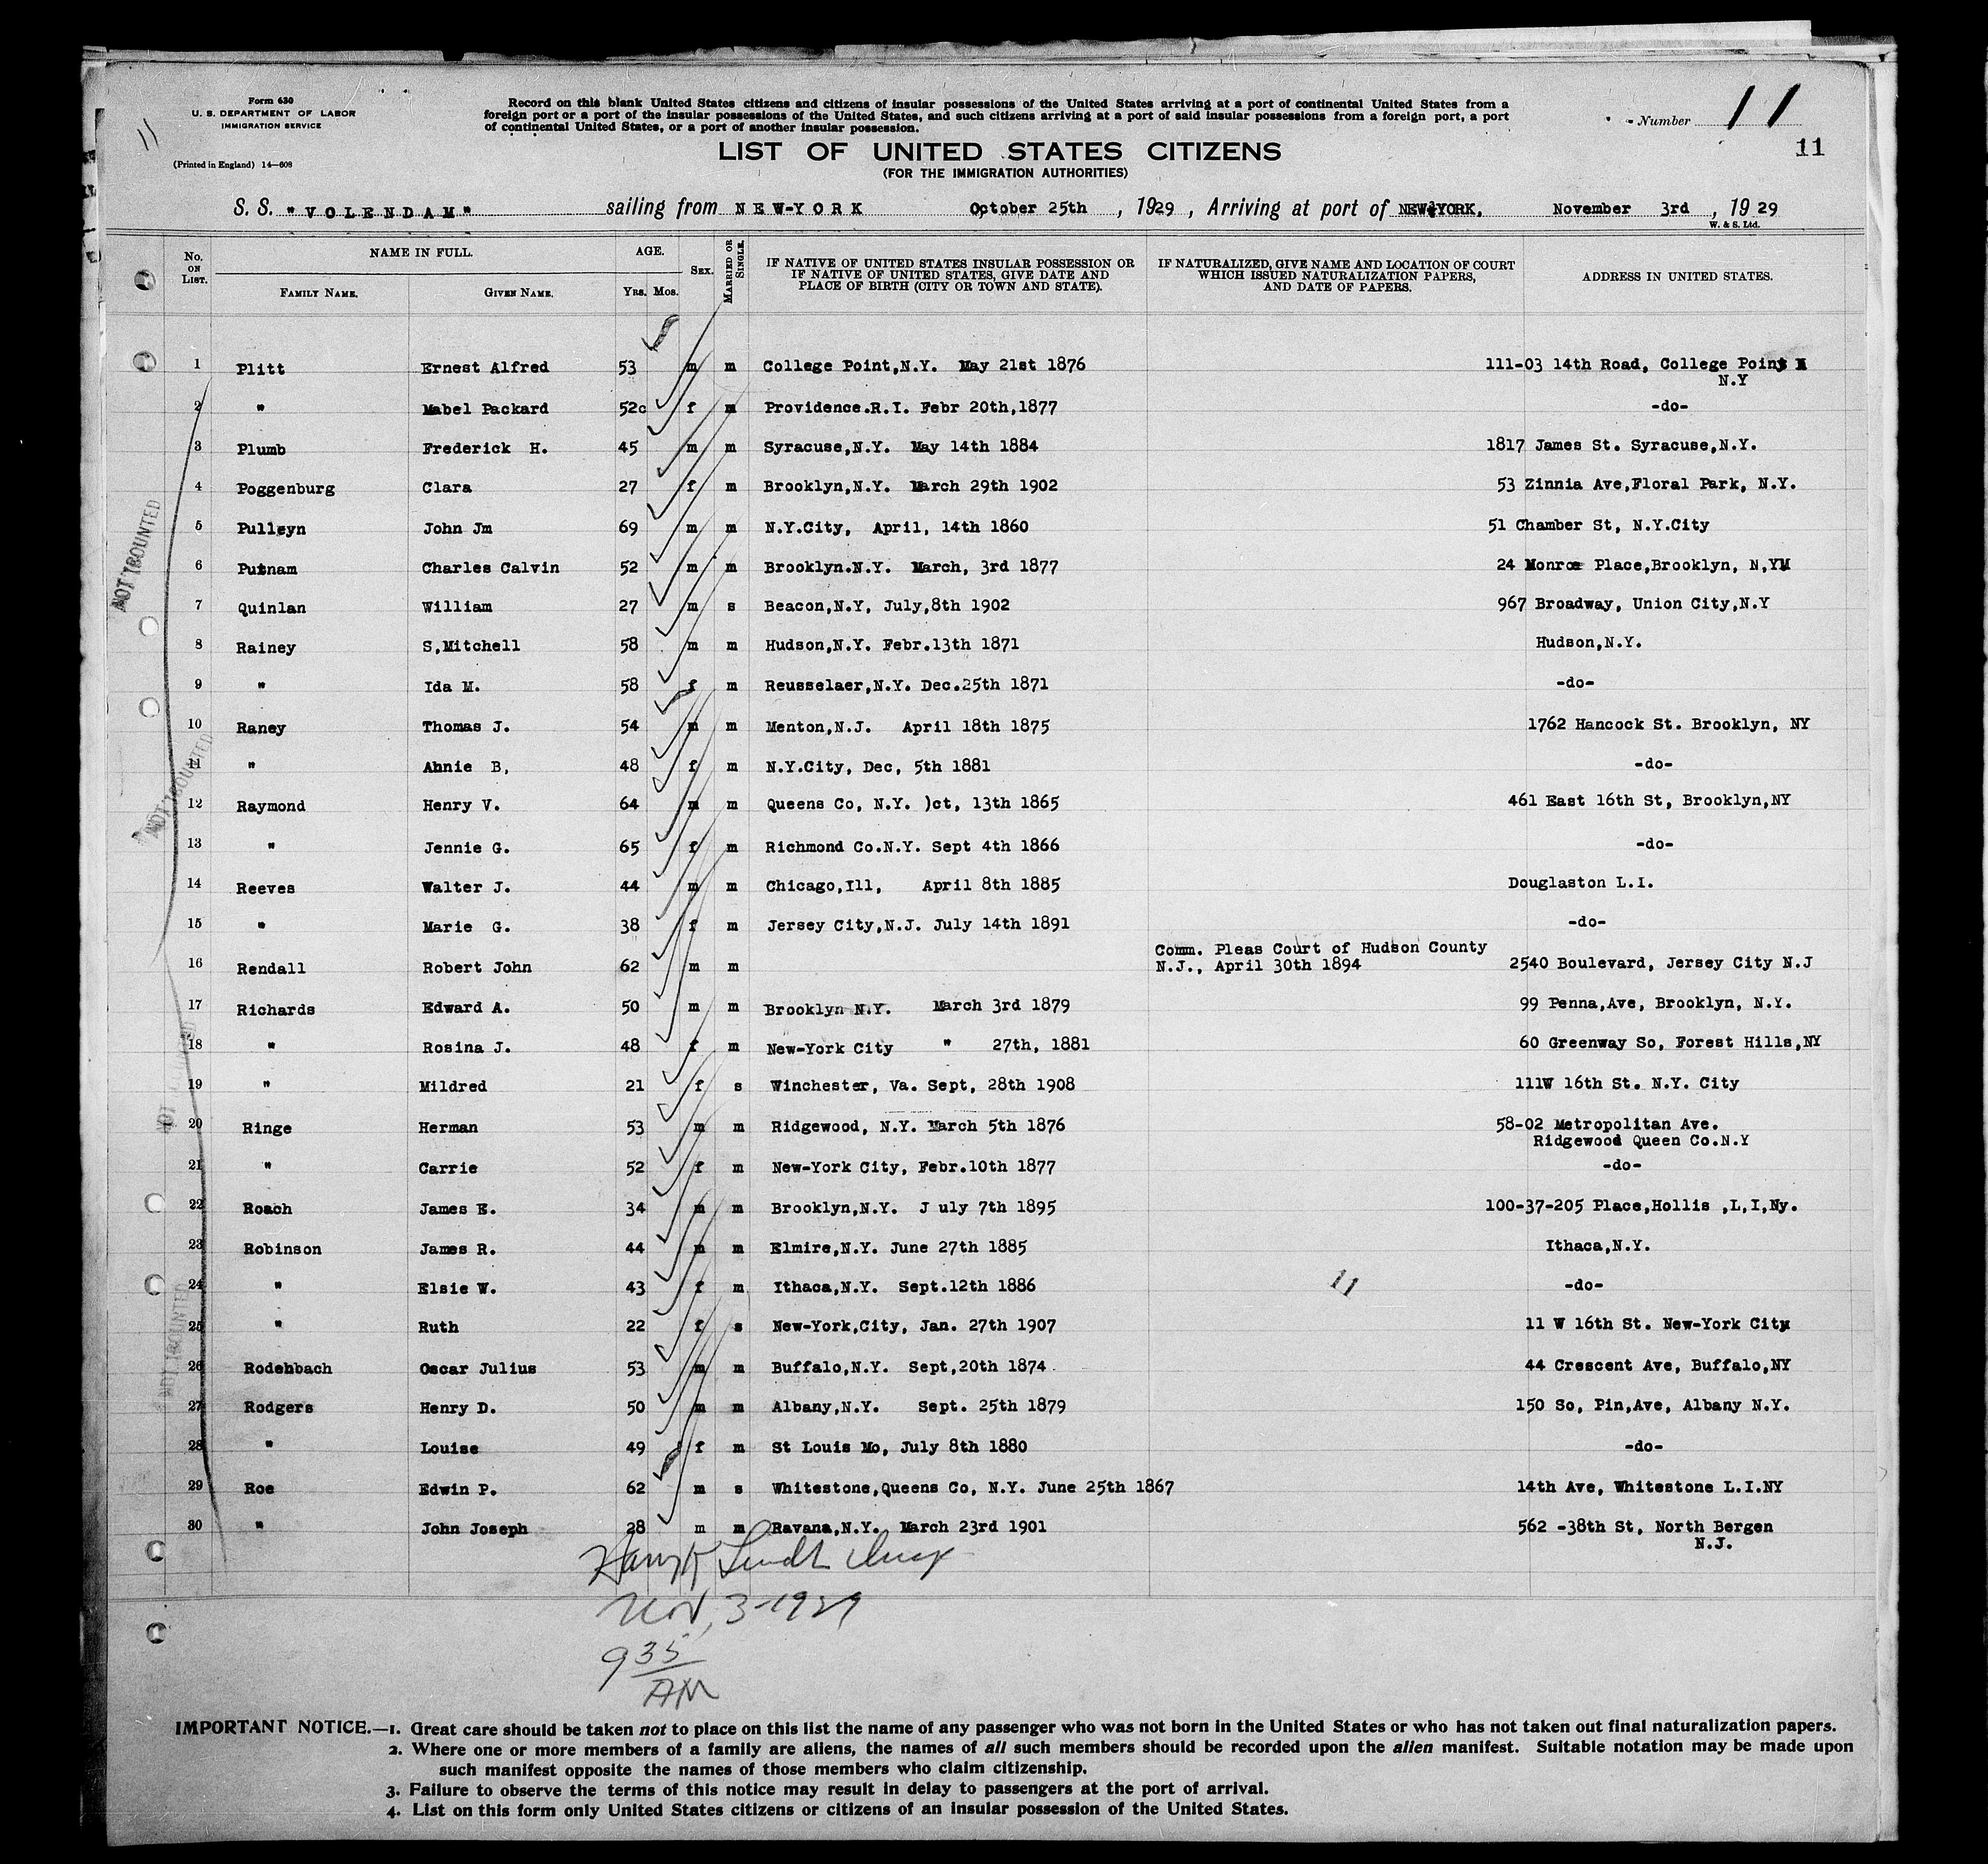 Form 630
U. S. DEPARTMENT OF LABOR
IMMIGRATION SERVICE
(Printed in England) 14—608
Record on this blank United States citizens and citizens of insular possessions of the United States arriving at a port of continental United States from a
foreign port or a port of the insular possessions of the United States, and such citizens arriving at a port of said insular possessions from a foreign port, a port
of continental United States, or a port of another insular possession.
Number 11
11
11
LIST OF UNITED STATES CITIZENS
(FOR THE IMMIGRATION AUTHORITIES)
S. S. "VOLENDAM" sailing from NEW-YORK October 25th , 1929 , Arriving at port of NEW-YORK, November 3rd , 19 29
W. & S. Ltd.
No. ON LIST. NAME IN FULL. AGE. SEX. MARRIED OR SINGLE. IF NATIVE OF UNITED STATES INSULAR POSSESSION OR IF NATIVE OF UNITED STATES, GIVE DATE AND PLACE OF BIRTH (CITY OR TOWN AND STATE). IF NATURALIZED, GIVE NAME AND LOCATION OF COURT WHICH ISSUED NATURALIZATION PAPERS, AND DATE OF PAPERS. ADDRESS IN UNITED STATES.
FAMILY NAME. GIVEN NAME. YRS. MOS.
1 Plitt Ernest Alfred 53 m m College Point,N.Y. May 21st 1876 111-03 14th Road, College Point
N.Y
2 " Mabel Packard 52 f m Providence.R.I. Febr 20th,1877 -do-
3 Plumb Frederick H. 45 m m Syracuse,N.Y. May 14th 1884 1817 James St. Syracuse,N.Y.
4 Poggenburg Clara 27 f m Brooklyn,N.Y. March 29th 1902 53 Zinnia Ave,Floral Park, N.Y.
5 Pulleyn John Jm 69 m m N.Y.City, April, 14th 1860 51 Chamber St, N.Y.City
6 Putnam Charles Calvin 52 m m Brooklyn.N.Y. March, 3rd 1877 24 Monroe Place,Brooklyn, N,Y
7 Quinlan William 27 m s Beacon,N.Y, July,8th 1902 967 Broadway, Union City,N.Y
8 Rainey S,Mitchell 58 m m Hudson,N.Y. Febr.13th 1871 Hudson,N.Y.
9 " Ida M. 58 f m Reusselaer,N.Y. Dec.25th 1871 -do-
10 Raney Thomas J. 54 m m Menton,N.J. April 18th 1875 1762 Hancock St. Brooklyn, NY
11 " Annie B, 48 f m N.Y.City, Dec, 5th 1881 -do-
12 Raymond Henry V. 64 m m Queens Co, N.Y. )ct, 13th 1865 461 East 16th St, Brooklyn,NY
13 " Jennie G. 65 f m Richmond Co.N.Y. Sept 4th 1866 -do-
14 Reeves Walter J. 44 m m Chicago,Ill, April 8th 1885 Douglaston L.I.
15 " Marie G. 38 f m Jersey City,N.J. July 14th 1891 -do-
Comm. Pleas Court of Hudson County
16 Rendall Robert John 62 m m N.J., April 30th 1894 2540 Boulevard, Jersey City N.J
17 Richards Edward A. 50 m m Brooklyn N.Y. March 3rd 1879 99 Penna,Ave, Brooklyn, N.Y.
18 " Rosina J. 48 f m New-York City " 27th, 1881 60 Greenway So, Forest Hills,NY
19 " Mildred 21 f s Winchester, Va. Sept, 28th 1908 111W 16th St. N.Y. City
20 Ringe Herman 53 m m Ridgewood, N.Y. March 5th 1876 58-02 Metropolitan Ave.
Ridgewood Queen Co.N.Y
21 " Carrie 52 f m New-York City, Febr.10th 1877 -do-
22 Roach James E. 34 m m Brooklyn,N.Y. J uly 7th 1895 100-37-205 Place,Hollis ,L,I,Ny.
23 Robinson James R. 44 m m Elmire,N.Y. June 27th 1885 Ithaca,N.Y.
24 " Elsie W. 43 f m Ithaca,N.Y. Sept.12th 1886 11 -do-
25 " Ruth 22 f s New-York,City, Jan. 27th 1907 11 W 16th St. New-York City
26 Rodehbach Oscar Julius 53 m m Buffalo,N.Y. Sept,20th 1874 44 Crescent Ave, Buffalo,NY
27 Rodgers Henry D. 50 m m Albany,N.Y. Sept. 25th 1879 150 So, Pin,Ave, Albany N.Y.
28 " Louise 49 f m St Louis Mo, July 8th 1880 -do-
29 Roe Edwin P. 62 m s Whitestone,Queens Co, N.Y. June 25th 1867 14th Ave, Whitestone L.I.NY
30 " John Joseph 28 m m Ravana,N.Y. March 23rd 1901 562 -38th St, North Bergen
N.J.
Nov, 3-1929
9 35
AM
IMPORTANT NOTICE.—1. Great care should be taken not to place on this list the name of any passenger who was not born in the United States or who has not taken out final naturalization papers.
2. Where one or more members of a family are aliens, the names of all such members should be recorded upon the alien manifest. Suitable notation may be made upon
such manifest opposite the names of those members who claim citizenship.
3. Failure to observe the terms of this notice may result in delay to passengers at the port of arrival.
4. List on this form only United States citizens or citizens of an insular possession of the United States.